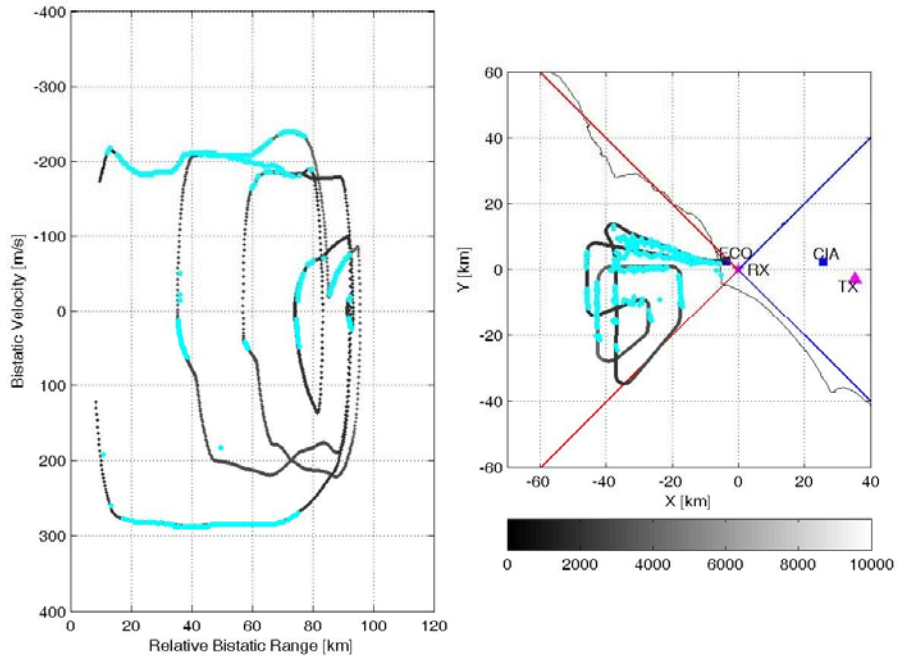 -400
-300
-200
-100
0
100
200
300
400
Bistatic Velocity [m/s]
0 20 40 60 80 100 120
Relative Bistatic Range [km]
60
40
20
0
-20
-40
-60
Y [km]
FCO
RX
CIA
TX
-60 -40 -20 0 20 40
X [km]
0 2000 4000 6000 8000 10000